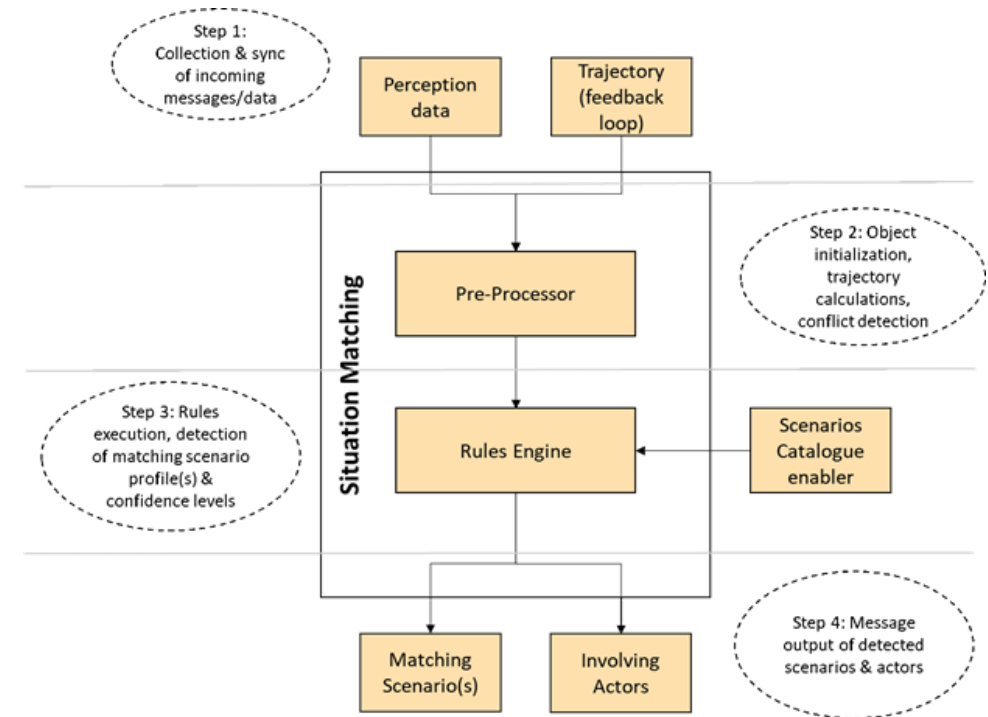 Step 1:
Collection & sync
of incoming
messages/data
Perception
data
Trajectory
(feedback
loop)
Step 2: Object
initialization,
trajectory
calculations,
conflict detection
Situation Matching
Pre-Processor
Step 3: Rules
execution, detection
of matching scenario
profile(s) &
confidence levels
Rules Engine
Scenarios
Catalogue
enabler
Step 4: Message
output of detected
scenarios & actors
Matching
Scenario(s)
Involving
Actors